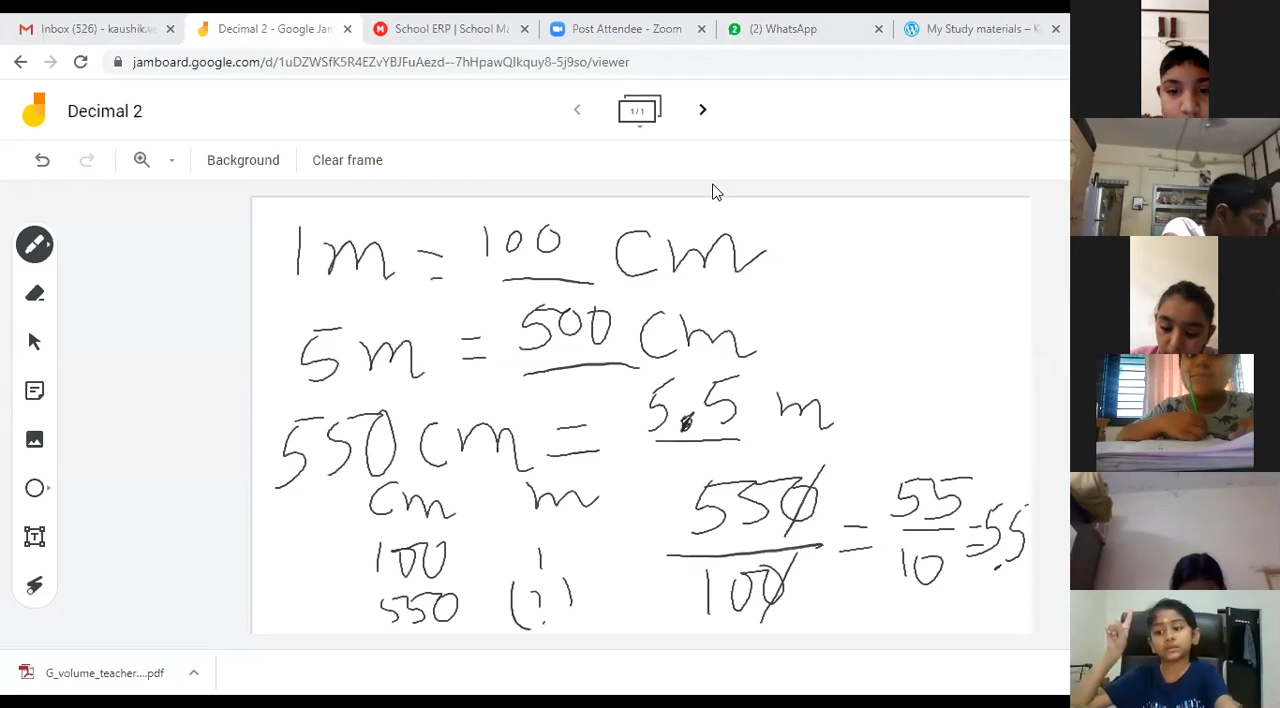 Inbox (526) - kaushik.ve
Decimal 2 - Google Jam
School ERP | School Ma
Post Attendee - Zoom
(2) WhatsApp
My Study materials – K
jamboard.google.com/d/1uDZWSfK5R4EZvYBJFuAezd--7hHpawQIkquy8-5j9so/viewer
Decimal 2
1/1
Background
Clear frame
1m = 100 cm
5m = 500 cm
550 cm = 5.5 m
cm m
100 1
550 (?)
550/100 = 55/10 = 5.5
G_volume_teacher....pdf